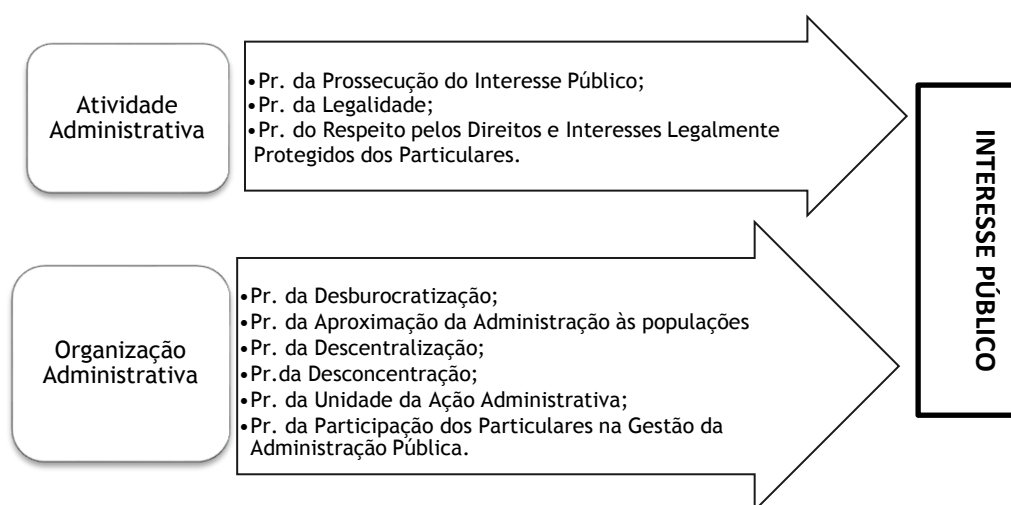 Atividade
Administrativa
•Pr. da Prossecução do Interesse Público;
•Pr. da Legalidade;
•Pr. do Respeito pelos Direitos e Interesses Legalmente
Protegidos dos Particulares.
Organização
Administrativa
•Pr. da Desburocratização;
•Pr. da Aproximação da Administração às populações
•Pr. da Descentralização;
•Pr.da Desconcentração;
•Pr. da Unidade da Ação Administrativa;
•Pr. da Participação dos Particulares na Gestão da
Administração Pública.
INTERESSE PÚBLICO